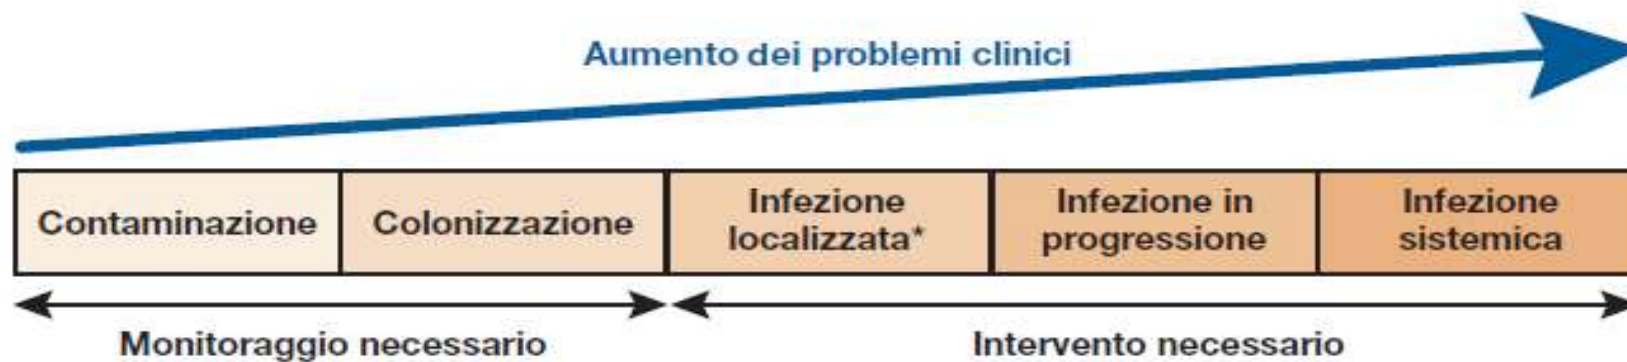 Aumento dei problemi clinici
Contaminazione
Colonizzazione
Infezione
localizzata*
Infezione in
progressione
Infezione
sistemica
Monitoraggio necessario
Intervento necessario